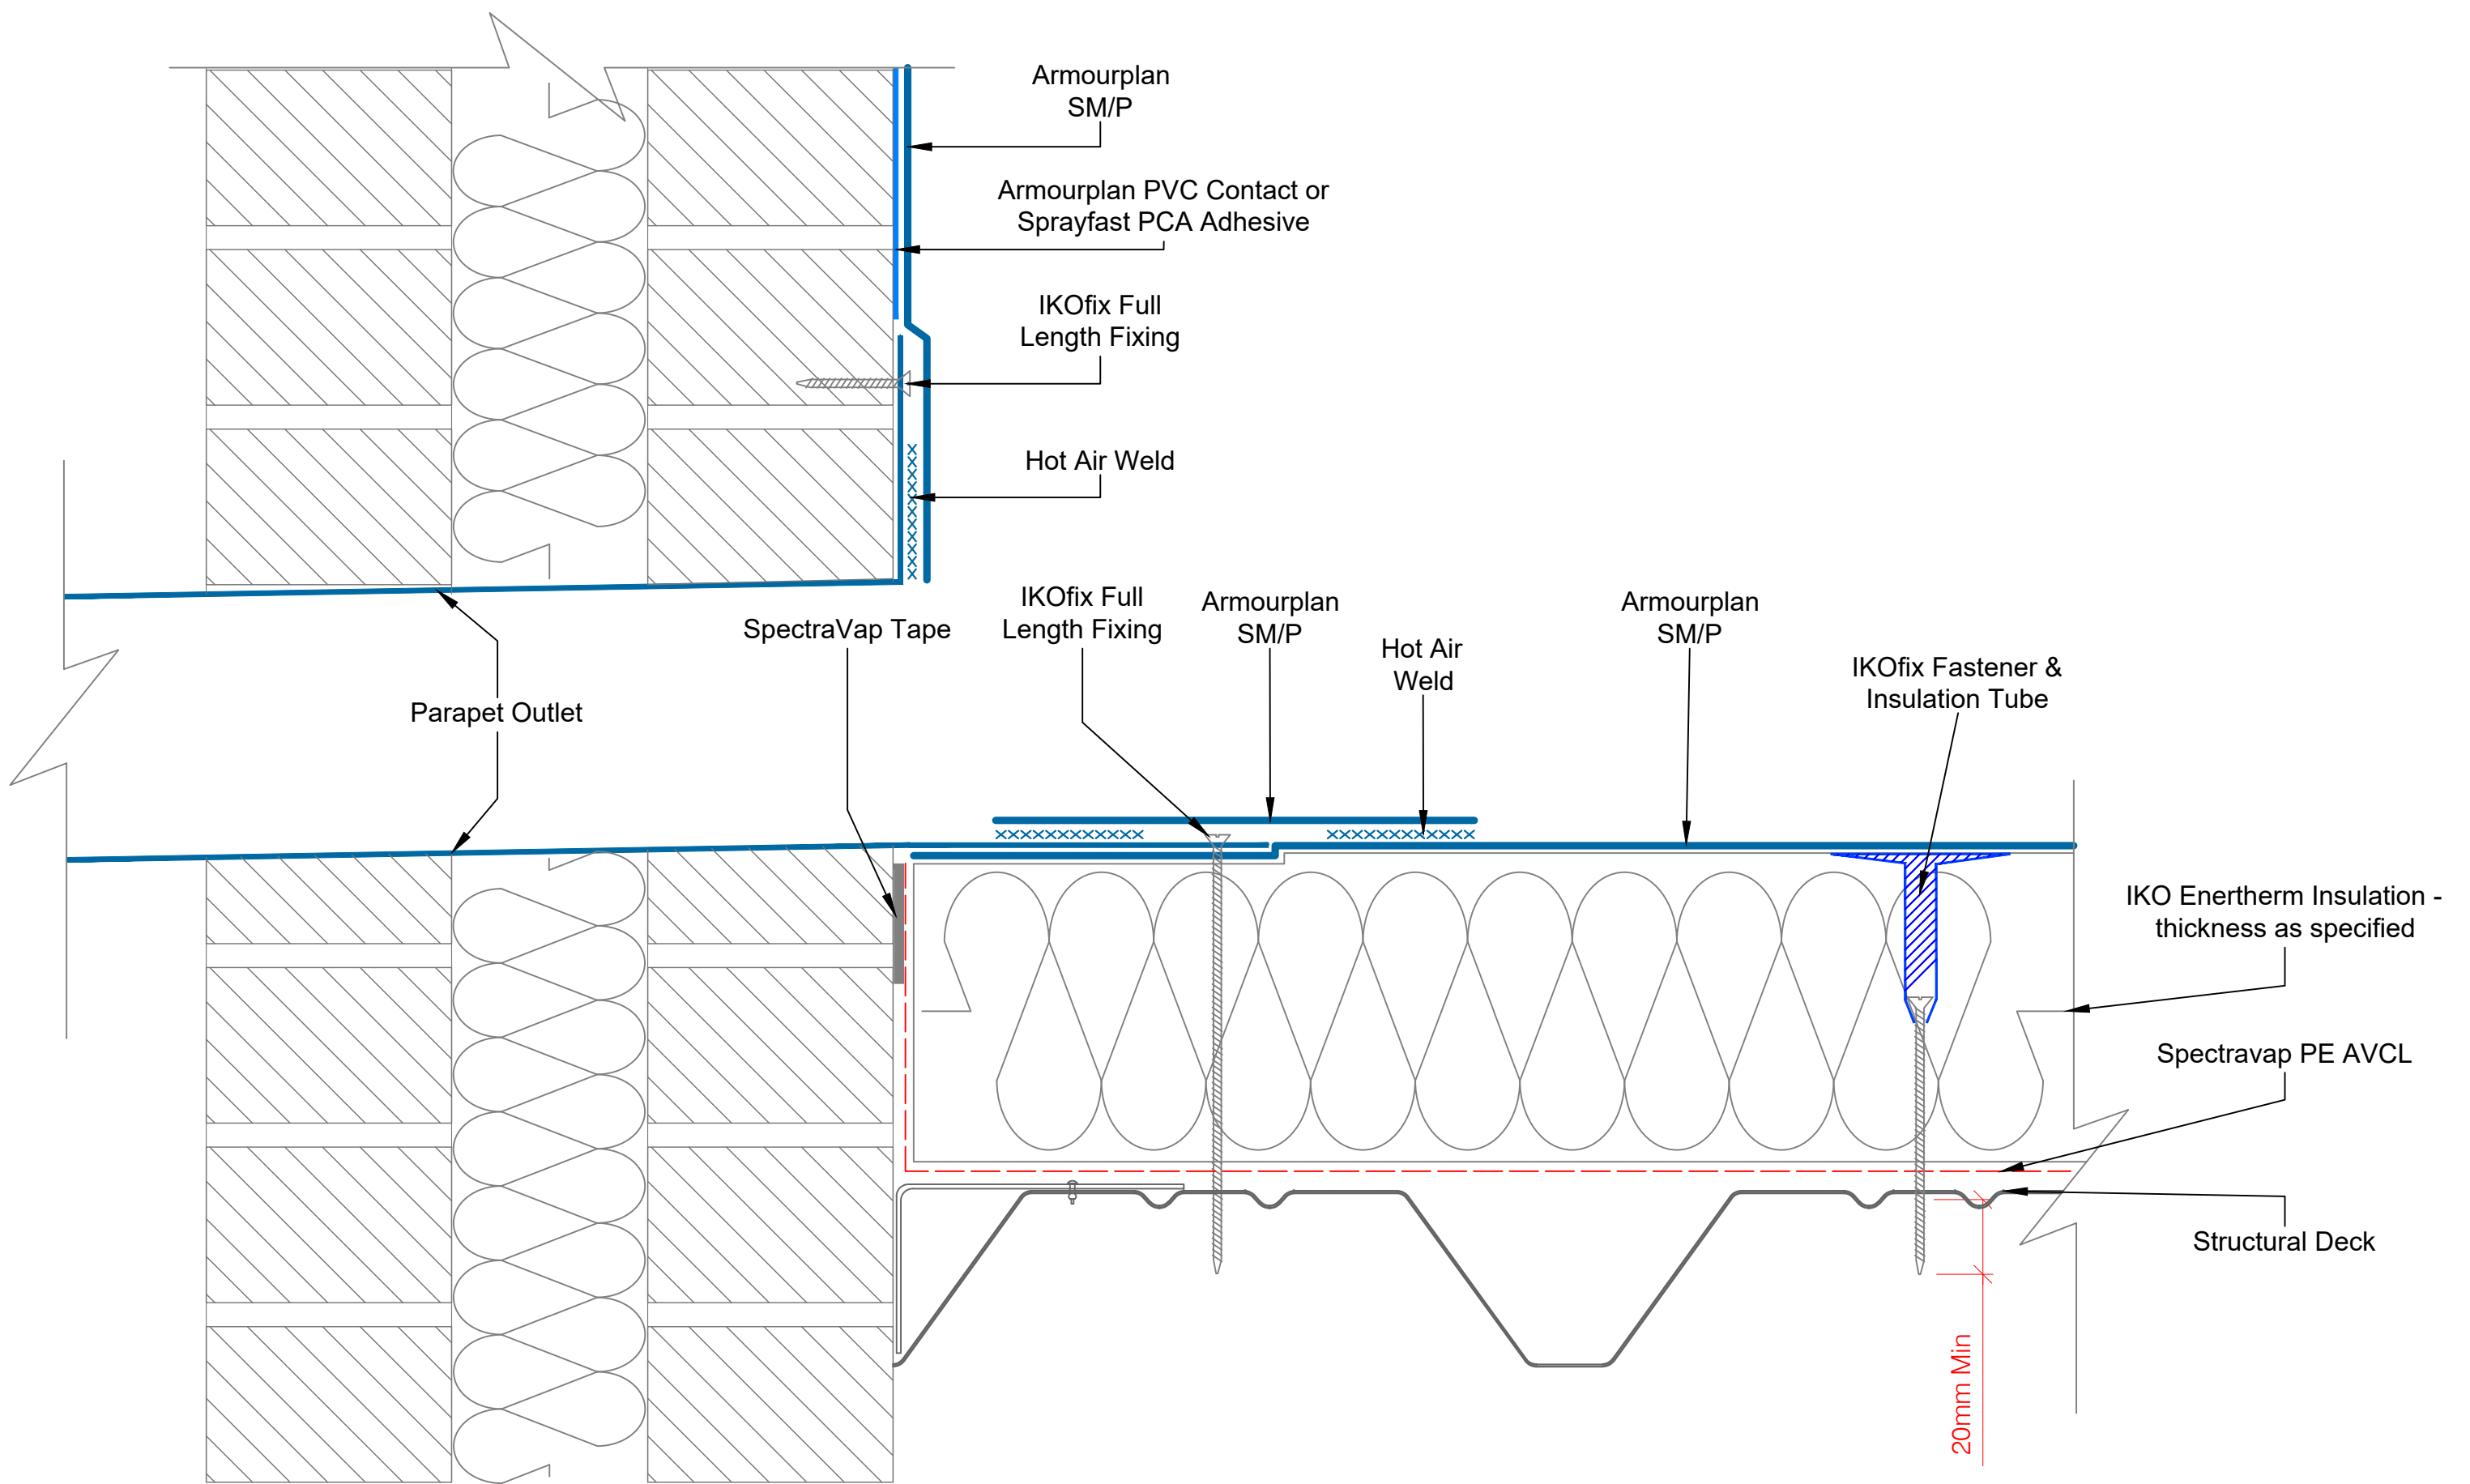 Armourplan
SM/P
Armourplan PVC Contact or
Sprayfast PCA Adhesive
IKOfix Full
Length Fixing
Hot Air Weld
IKOfix Full
Length Fixing
Armourplan
SM/P
Armourplan
SM/P
SpectraVap Tape
Hot Air
Weld
IKOfix Fastener &
Insulation Tube
Parapet Outlet
IKO Enertherm Insulation -
thickness as specified
Spectravap PE AVCL
Structural Deck
20mm Min